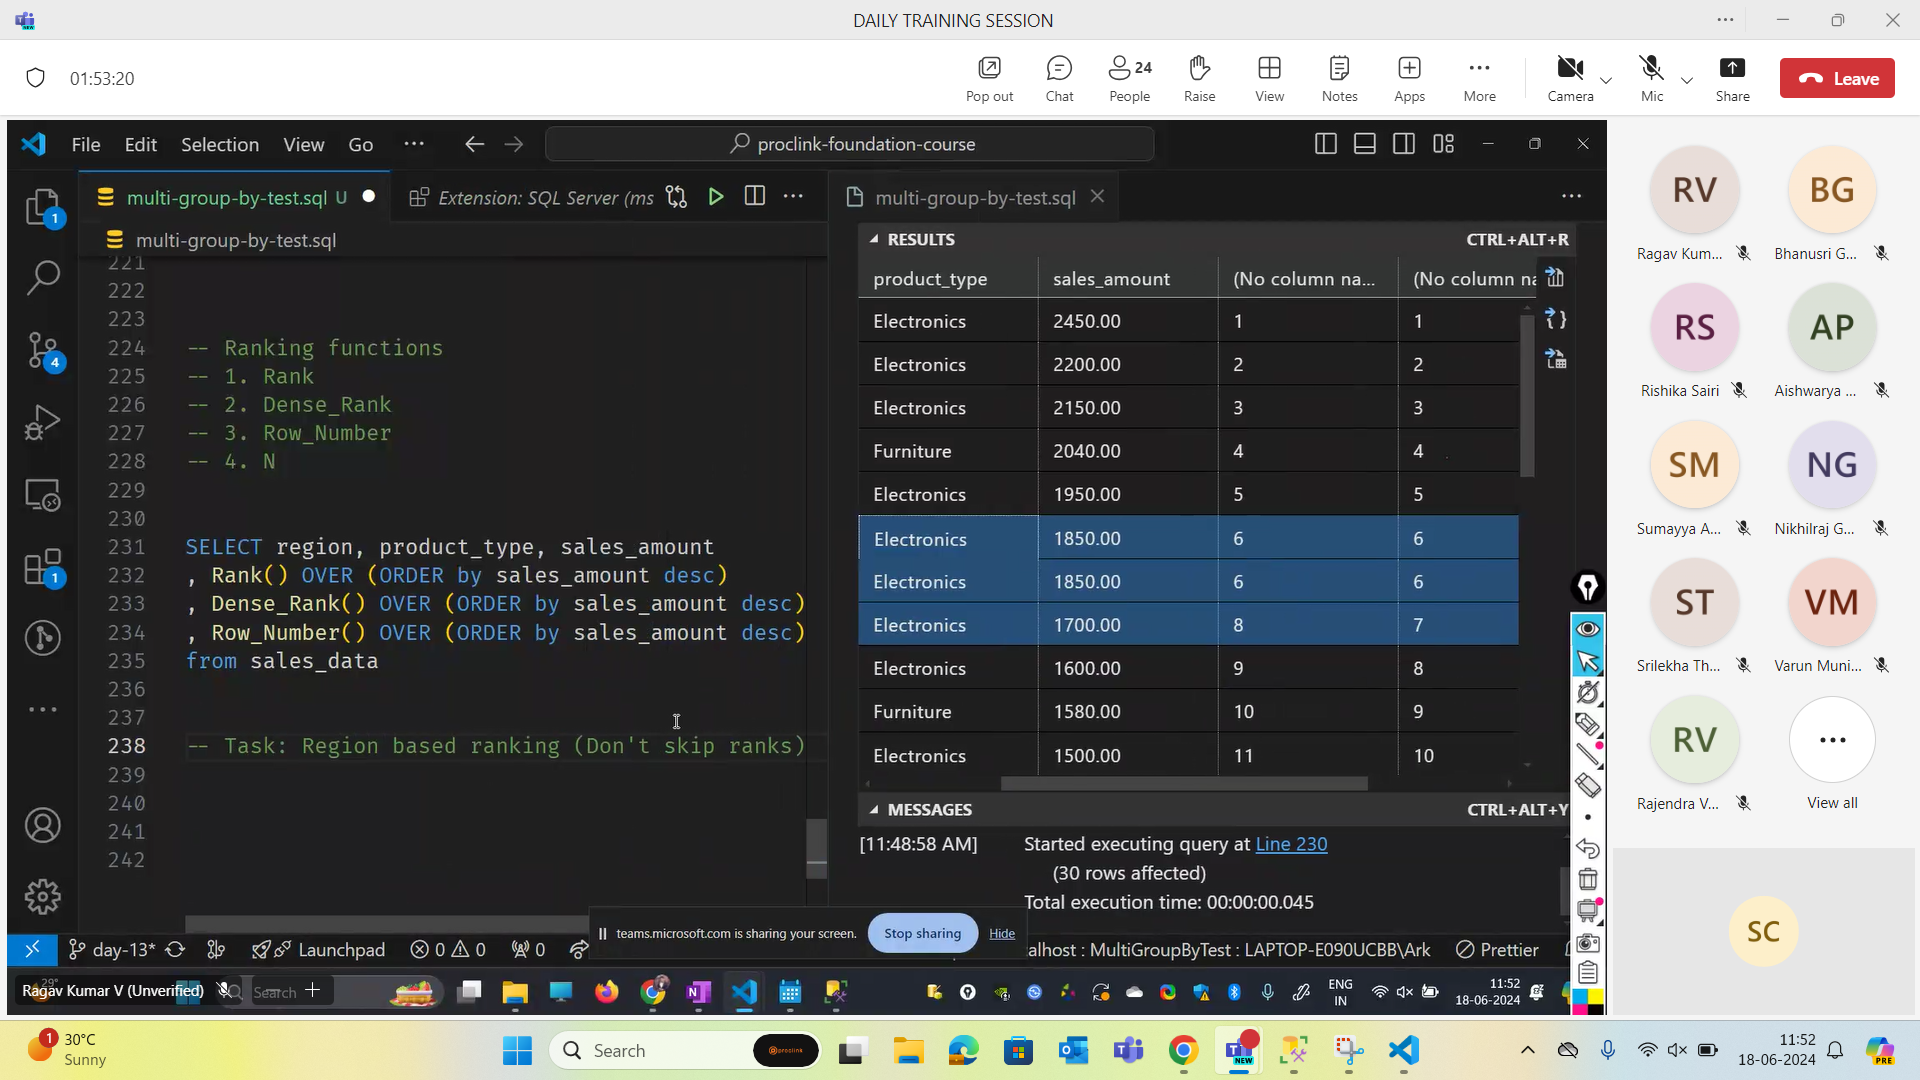 DAILY TRAINING SESSION
01:53:20
Pop out
Chat
24
People
Raise
View
Notes
Apps
More
Camera
Mic
Share
Leave
File Edit Selection View Go
proclink-foundation-course
multi-group-by-test.sql U
Extension: SQL Server (ms
multi-group-by-test.sql
multi-group-by-test.sql
RESULTS CTRL+ALT+R
product_type sales_amount (No column na... (No column na
Electronics 2450.00 1 1
Electronics 2200.00 2 2
Electronics 2150.00 3 3
Furniture 2040.00 4 4
Electronics 1950.00 5 5
Electronics 1850.00 6 6
Electronics 1850.00 6 6
Electronics 1700.00 8 7
Electronics 1600.00 9 8
Furniture 1580.00 10 9
Electronics 1500.00 11 10
MESSAGES CTRL+ALT+Y
[11:48:58 AM] Started executing query at Line 230
(30 rows affected)
Total execution time: 00:00:00.045
221
222
223
224 -- Ranking functions
225 -- 1. Rank
226 -- 2. Dense_Rank
227 -- 3. Row_Number
228 -- 4. N
229
230
231 SELECT region, product_type, sales_amount
232 , Rank() OVER (ORDER by sales_amount desc)
233 , Dense_Rank() OVER (ORDER by sales_amount desc)
234 , Row_Number() OVER (ORDER by sales_amount desc)
235 from sales_data
236
237
238 -- Task: Region based ranking (Don't skip ranks)
239
240
241
242
1
4
1
teams.microsoft.com is sharing your screen. Stop sharing Hide
day-13* Launchpad 0 0 0 alhost : MultiGroupByTest : LAPTOP-E090UCBB\Ark Prettier
Ragav Kumar V (Unverified)
Search
ENG
IN
11:52
18-06-2024
RV
Ragav Kum...
BG
Bhanusri G...
RS
Rishika Sairi
AP
Aishwarya ...
SM
Sumayya A...
NG
Nikhilraj G...
ST
Srilekha Th...
VM
Varun Muni...
RV
Rajendra V...
View all
SC
1
30°C
Sunny
Search
proclink
NEW
PRE
11:52
18-06-2024